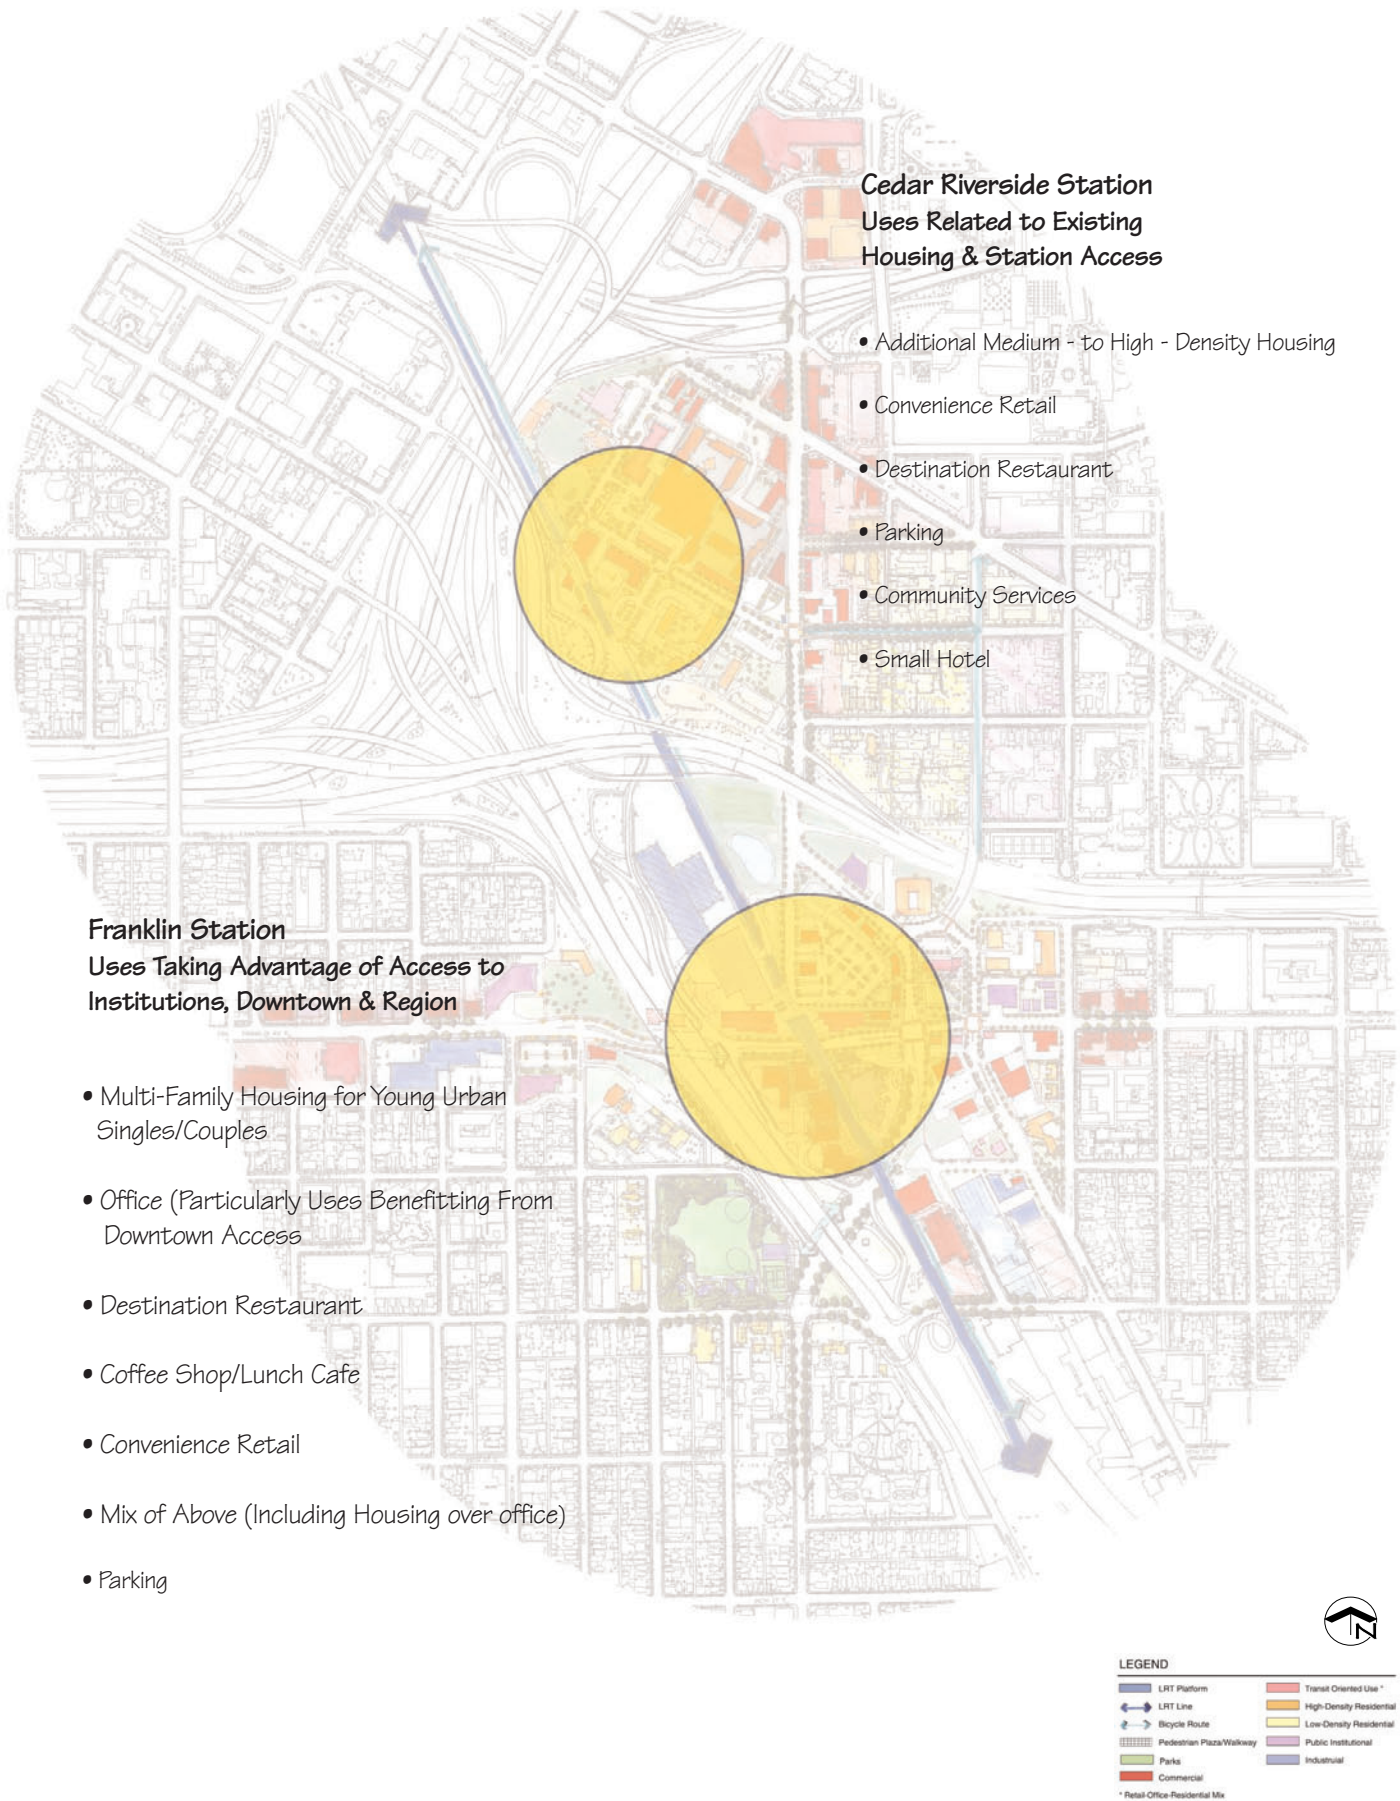 Cedar Riverside Station
Uses Related to Existing
Housing & Station Access
• Additional Medium - to High - Density Housing
• Convenience Retail
• Destination Restaurant
• Parking
• Community Services
• Small Hotel
Franklin Station
Uses Taking Advantage of Access to
Institutions, Downtown & Region
• Multi-Family Housing for Young Urban
Singles/Couples
• Office (Particularly Uses Benefitting From
Downtown Access
• Destination Restaurant
• Coffee Shop/Lunch Cafe
• Convenience Retail
• Mix of Above (Including Housing over office)
• Parking
N
LEGEND
LRT Platform
LRT Line
Bicycle Route
Pedestrian Plaza/Walkway
Parks
Commercial
Transit Oriented Use *
High-Density Residential
Low-Density Residential
Public Institutional
Industruial
* Retail-Office-Residential Mix